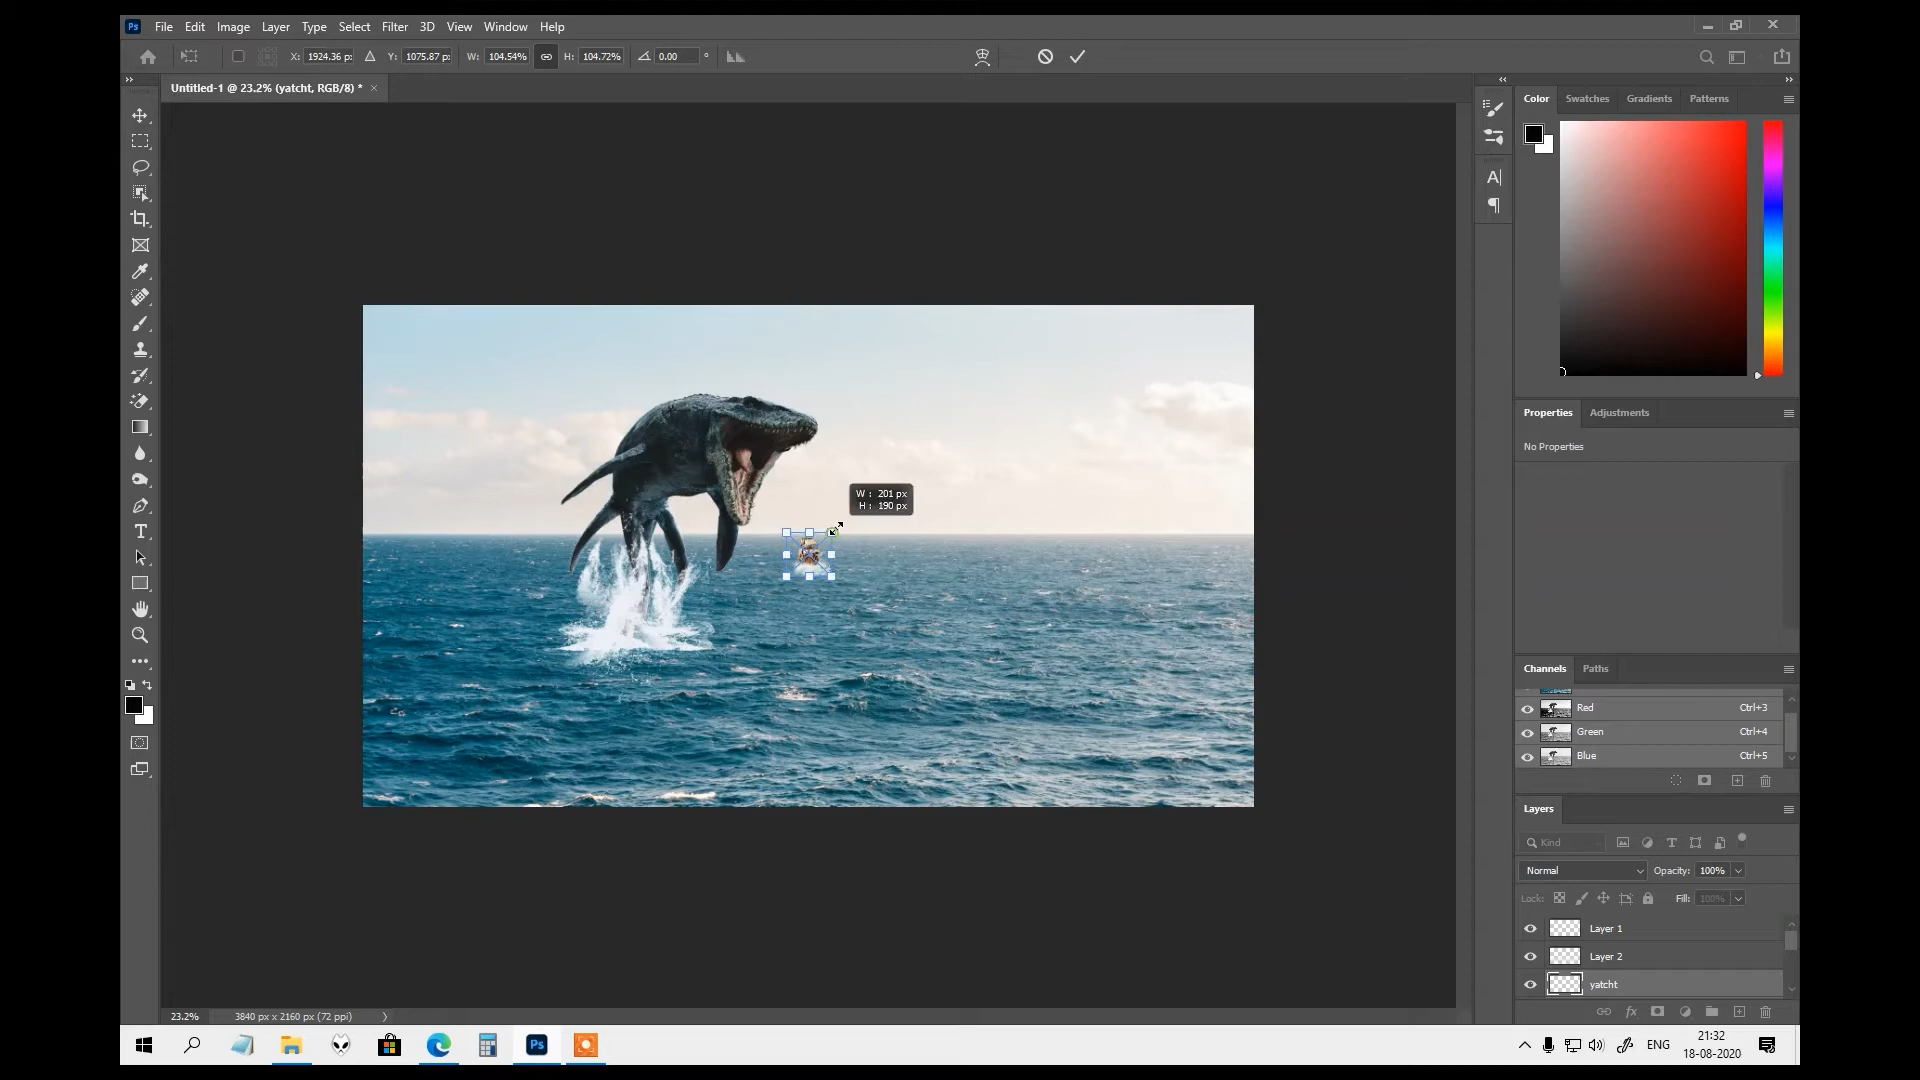 Ps File Edit Image Layer Type Select Filter 3D View Window Help
X: 1924.36 p: Y: 1075.87 p: W: 104.54% H: 104.72% 0.00 °
Untitled-1 @ 23.2% (yatcht, RGB/8) * ×
Color Swatches Gradients Patterns
Properties Adjustments
No Properties
W : 201 px
H : 190 px
Channels Paths
Red Ctrl+3
Green Ctrl+4
Blue Ctrl+5
Layers
Kind
Normal Opacity: 100%
Lock: Fill: 100%
Layer 1
Layer 2
yatcht
23.2% 3840 px x 2160 px (72 ppi)
Ps ENG 21:32
18-08-2020